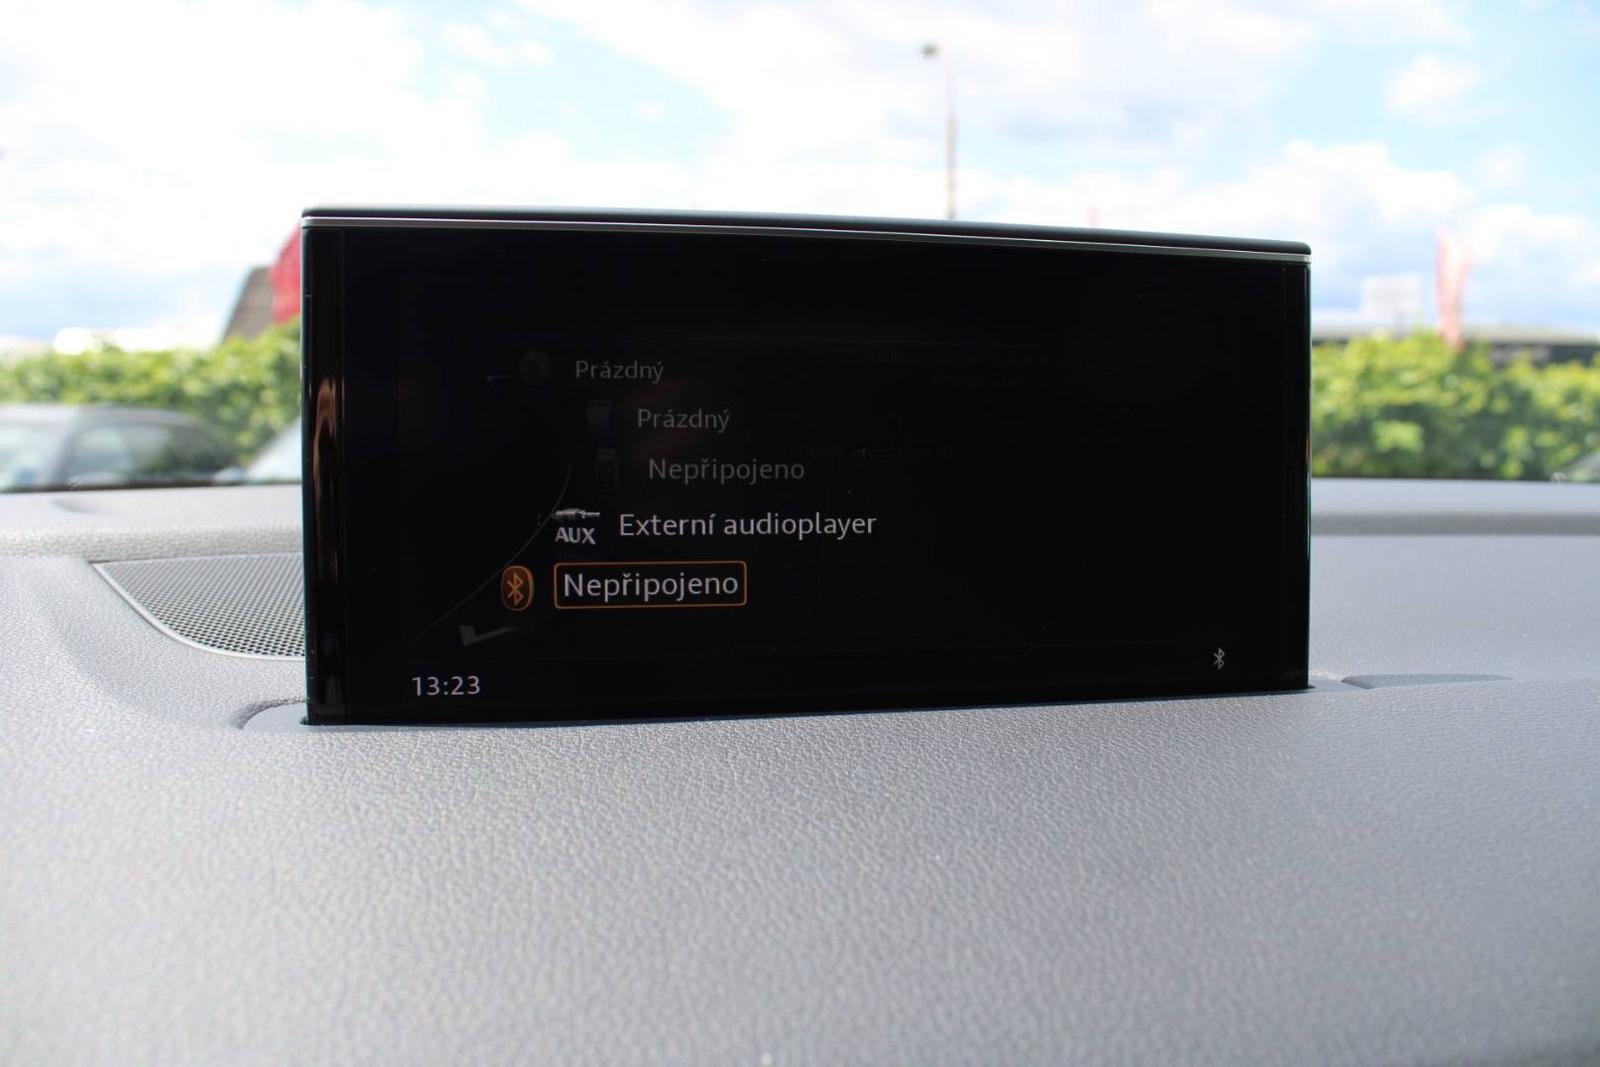 Prázdný
Prázdný
Nepřipojeno
AUX Externí audioplayer
Nepřipojeno
13:23